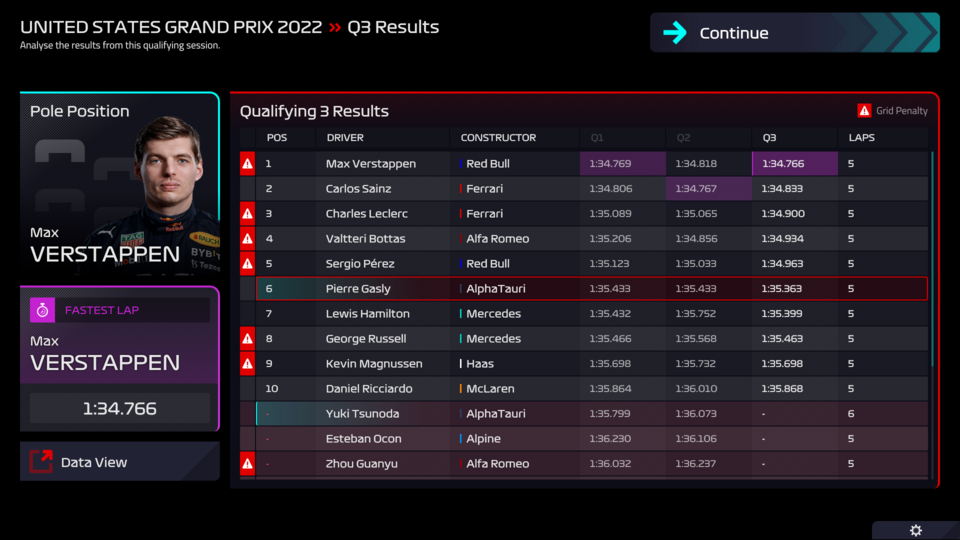 UNITED STATES GRAND PRIX 2022 » Q3 Results
Analyse the results from this qualifying session.
Continue
Pole Position
Max
VERSTAPPEN
FASTEST LAP
Max
VERSTAPPEN
1:34.766
Data View
Qualifying 3 Results
Grid Penalty
POS DRIVER CONSTRUCTOR Q1 Q2 Q3 LAPS
1 Max Verstappen Red Bull 1:34.769 1:34.818 1:34.766 5
2 Carlos Sainz Ferrari 1:34.806 1:34.767 1:34.833 5
3 Charles Leclerc Ferrari 1:35.089 1:35.065 1:34.900 5
4 Valtteri Bottas Alfa Romeo 1:35.206 1:34.856 1:34.934 5
5 Sergio Pérez Red Bull 1:35.123 1:35.033 1:34.963 5
6 Pierre Gasly AlphaTauri 1:35.433 1:35.433 1:35.363 5
7 Lewis Hamilton Mercedes 1:35.432 1:35.752 1:35.399 5
8 George Russell Mercedes 1:35.466 1:35.568 1:35.463 5
9 Kevin Magnussen Haas 1:35.698 1:35.732 1:35.698 5
10 Daniel Ricciardo McLaren 1:35.864 1:36.010 1:35.868 5
- Yuki Tsunoda AlphaTauri 1:35.799 1:36.073 - 6
- Esteban Ocon Alpine 1:36.230 1:36.106 - 5
- Zhou Guanyu Alfa Romeo 1:36.032 1:36.237 - 5